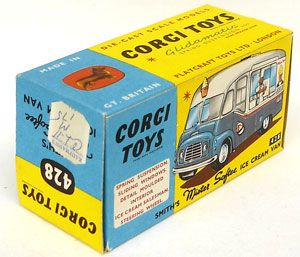 DIE-CAST SCALE MODELS
CORGI TOYS
Glidamatic
PLAYCRAFT TOYS LTD · LONDON
MADE IN
GT. BRITAIN
CORGI
TOYS
SPRING SUSPENSION
SLIDING WINDOWS
DETAIL MOULDED
INTERIOR
ICE CREAM SALESMAN
STEERING WHEEL
428
SMITH'S Mister Softee ICE CREAM VAN
ICE CREAM VAN
CORGI TOYS
428